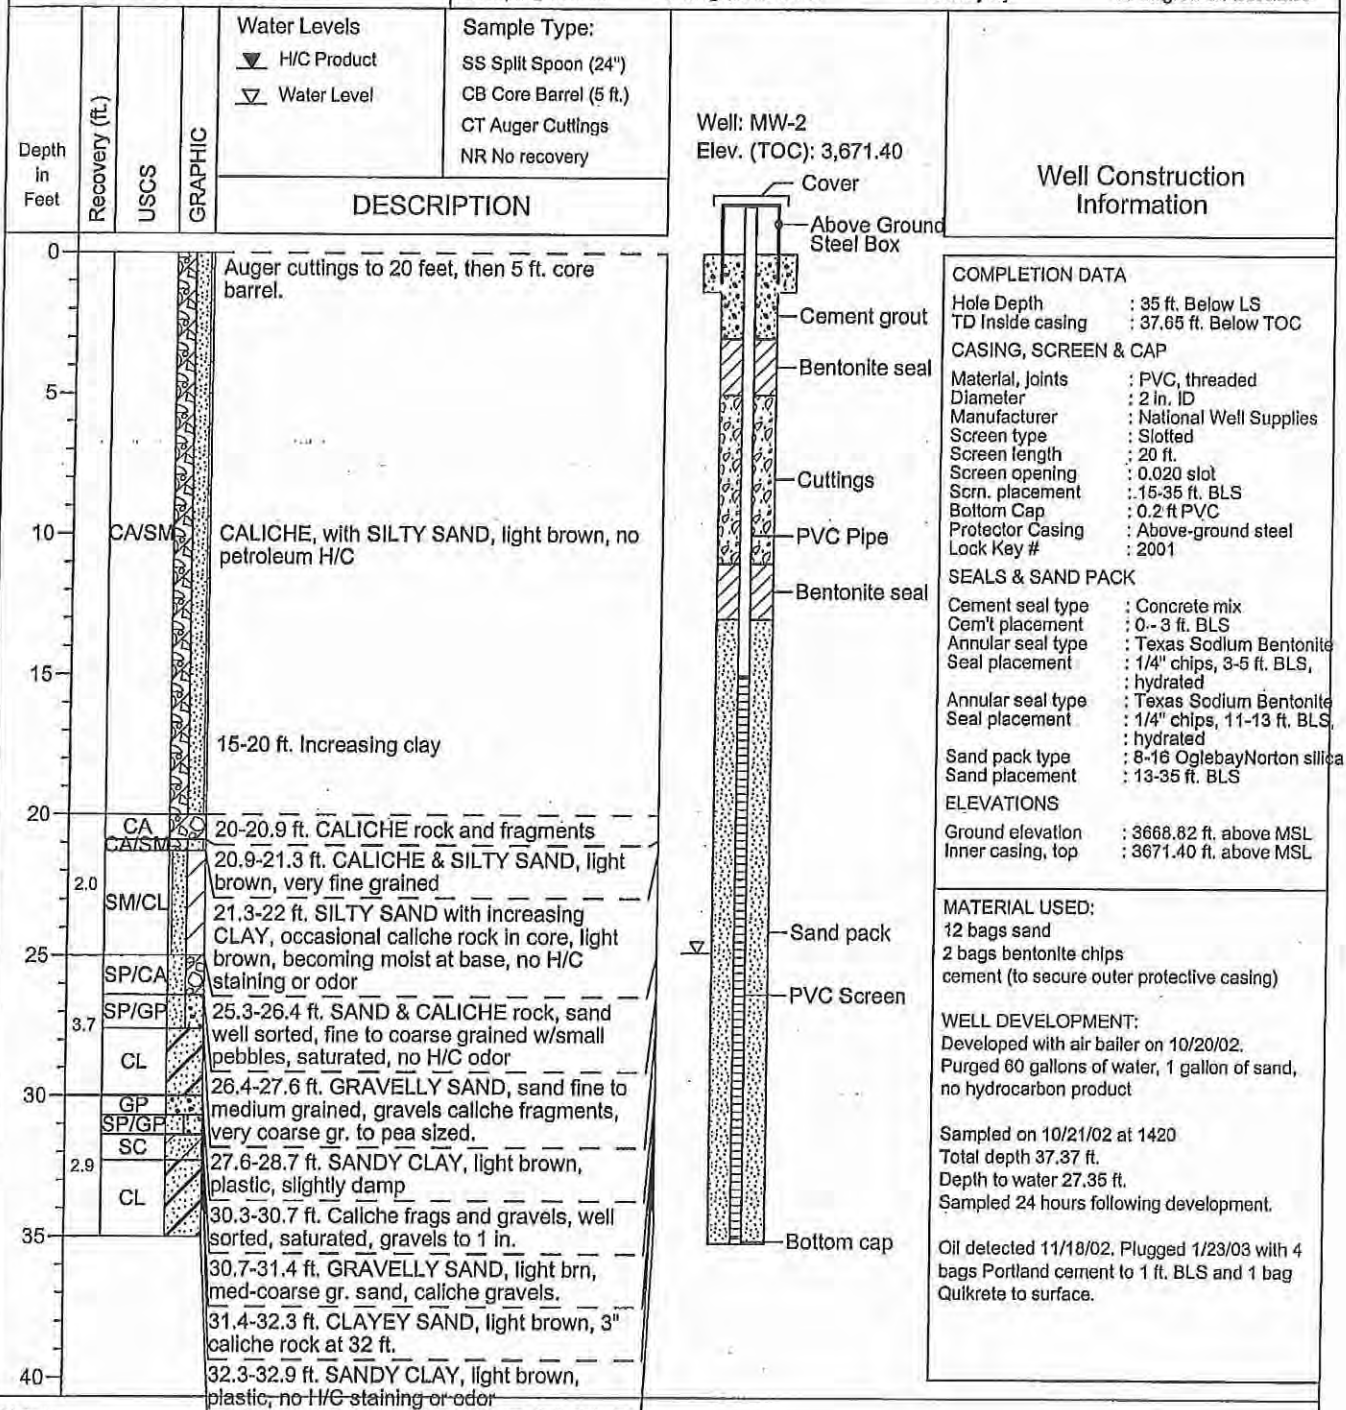 Water Levels
H/C Product
Water Level
Sample Type:
SS Split Spoon (24")
CB Core Barrel (5 ft.)
CT Auger Cuttings
NR No recovery
Depth
in
Feet
Recovery (ft.)
USCS
GRAPHIC
DESCRIPTION
Well: MW-2
Elev. (TOC): 3,671.40
Well Construction
Information
Cover
Above Ground
Steel Box
Cement grout
Bentonite seal
Cuttings
PVC Pipe
Bentonite seal
Sand pack
PVC Screen
Bottom cap
0
5
10
15
20
25
30
35
40
2.0
3.7
2.9
CA/SM
CA
CA/SM
SM/CL
SP/CA
SP/GP
CL
GP
SP/GP
SC
CL
Auger cuttings to 20 feet, then 5 ft. core
barrel.
CALICHE, with SILTY SAND, light brown, no
petroleum H/C
15-20 ft. Increasing clay
20-20.9 ft. CALICHE rock and fragments
20.9-21.3 ft. CALICHE & SILTY SAND, light
brown, very fine grained
21.3-22 ft. SILTY SAND with increasing
CLAY, occasional caliche rock in core, light
brown, becoming moist at base, no H/C
staining or odor
25.3-26.4 ft. SAND & CALICHE rock, sand
well sorted, fine to coarse grained w/small
pebbles, saturated, no H/C odor
26.4-27.6 ft. GRAVELLY SAND, sand fine to
medium grained, gravels caliche fragments,
very coarse gr. to pea sized.
27.6-28.7 ft. SANDY CLAY, light brown,
plastic, slightly damp
30.3-30.7 ft. Caliche frags and gravels, well
sorted, saturated, gravels to 1 in.
30.7-31.4 ft. GRAVELLY SAND, light brn,
med-coarse gr. sand, caliche gravels.
31.4-32.3 ft. CLAYEY SAND, light brown, 3"
caliche rock at 32 ft.
32.3-32.9 ft. SANDY CLAY, light brown,
plastic, no H/C staining or odor
COMPLETION DATA
Hole Depth : 35 ft. Below LS
TD Inside casing : 37.65 ft. Below TOC
CASING, SCREEN & CAP
Material, joints : PVC, threaded
Diameter : 2 in. ID
Manufacturer : National Well Supplies
Screen type : Slotted
Screen length : 20 ft.
Screen opening : 0.020 slot
Scrn. placement : 15-35 ft. BLS
Bottom Cap : 0.2 ft PVC
Protector Casing : Above-ground steel
Lock Key # : 2001
SEALS & SAND PACK
Cement seal type : Concrete mix
Cem't placement : 0 - 3 ft. BLS
Annular seal type : Texas Sodium Bentonite
Seal placement : 1/4" chips, 3-5 ft. BLS,
: hydrated
Annular seal type : Texas Sodium Bentonite
Seal placement : 1/4" chips, 11-13 ft. BLS,
: hydrated
Sand pack type : 8-16 OglebayNorton silica
Sand placement : 13-35 ft. BLS
ELEVATIONS
Ground elevation : 3668.82 ft. above MSL
Inner casing, top : 3671.40 ft. above MSL
MATERIAL USED:
12 bags sand
2 bags bentonite chips
cement (to secure outer protective casing)
WELL DEVELOPMENT:
Developed with air bailer on 10/20/02.
Purged 60 gallons of water, 1 gallon of sand,
no hydrocarbon product
Sampled on 10/21/02 at 1420
Total depth 37.37 ft.
Depth to water 27.35 ft.
Sampled 24 hours following development.
Oil detected 11/18/02. Plugged 1/23/03 with 4
bags Portland cement to 1 ft. BLS and 1 bag
Quikrete to surface.